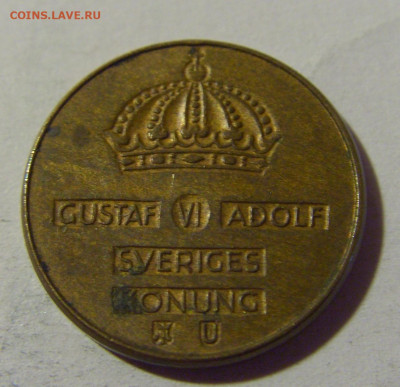 COINS.LAVE.RU
GUSTAF VI ADOLF
SVERIGES
KONUNG
U